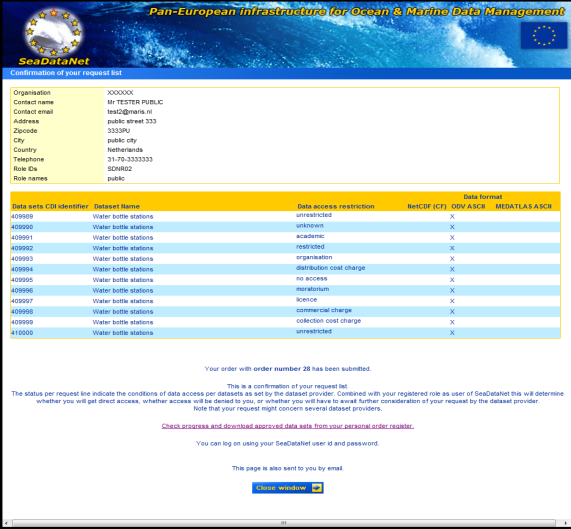 Pan-European infrastructure for Ocean & Marine Data Management
SeaDataNet
Confirmation of your request list
Organisation XXXXXX
Contact name Mr TESTER PUBLIC
Contact email test2@maris.nl
Address public street 333
Zipcode 3333PU
City public city
Country Netherlands
Telephone 31-70-3333333
Role IDs SDNR02
Role names public
Data format
Data sets CDI identifier Dataset Name Data access restriction NetCDF (CF) ODV ASCII MEDATLAS ASCII
409989 Water bottle stations unrestricted X
409990 Water bottle stations unknown X
409991 Water bottle stations academic X
409992 Water bottle stations restricted X
409993 Water bottle stations organisation X
409994 Water bottle stations distribution cost charge X
409995 Water bottle stations no access X
409996 Water bottle stations moratorium X
409997 Water bottle stations licence X
409998 Water bottle stations commercial charge X
409999 Water bottle stations collection cost charge X
410000 Water bottle stations unrestricted X
Your order with order number 28 has been submitted.
This is a confirmation of your request list
The status per request line indicate the conditions of data access per datasets as set by the dataset provider. Combined with your registered role as user of SeaDataNet this will determine
whether you will get direct access, whether access will be denied to you, or whether you will have to await further consideration of your request by the dataset provider.
Note that your request might concern several dataset providers.
Check progress and download approved data sets from your personal order register.
You can log on using your SeaDataNet user id and password.
This page is also sent to you by email.
Close window